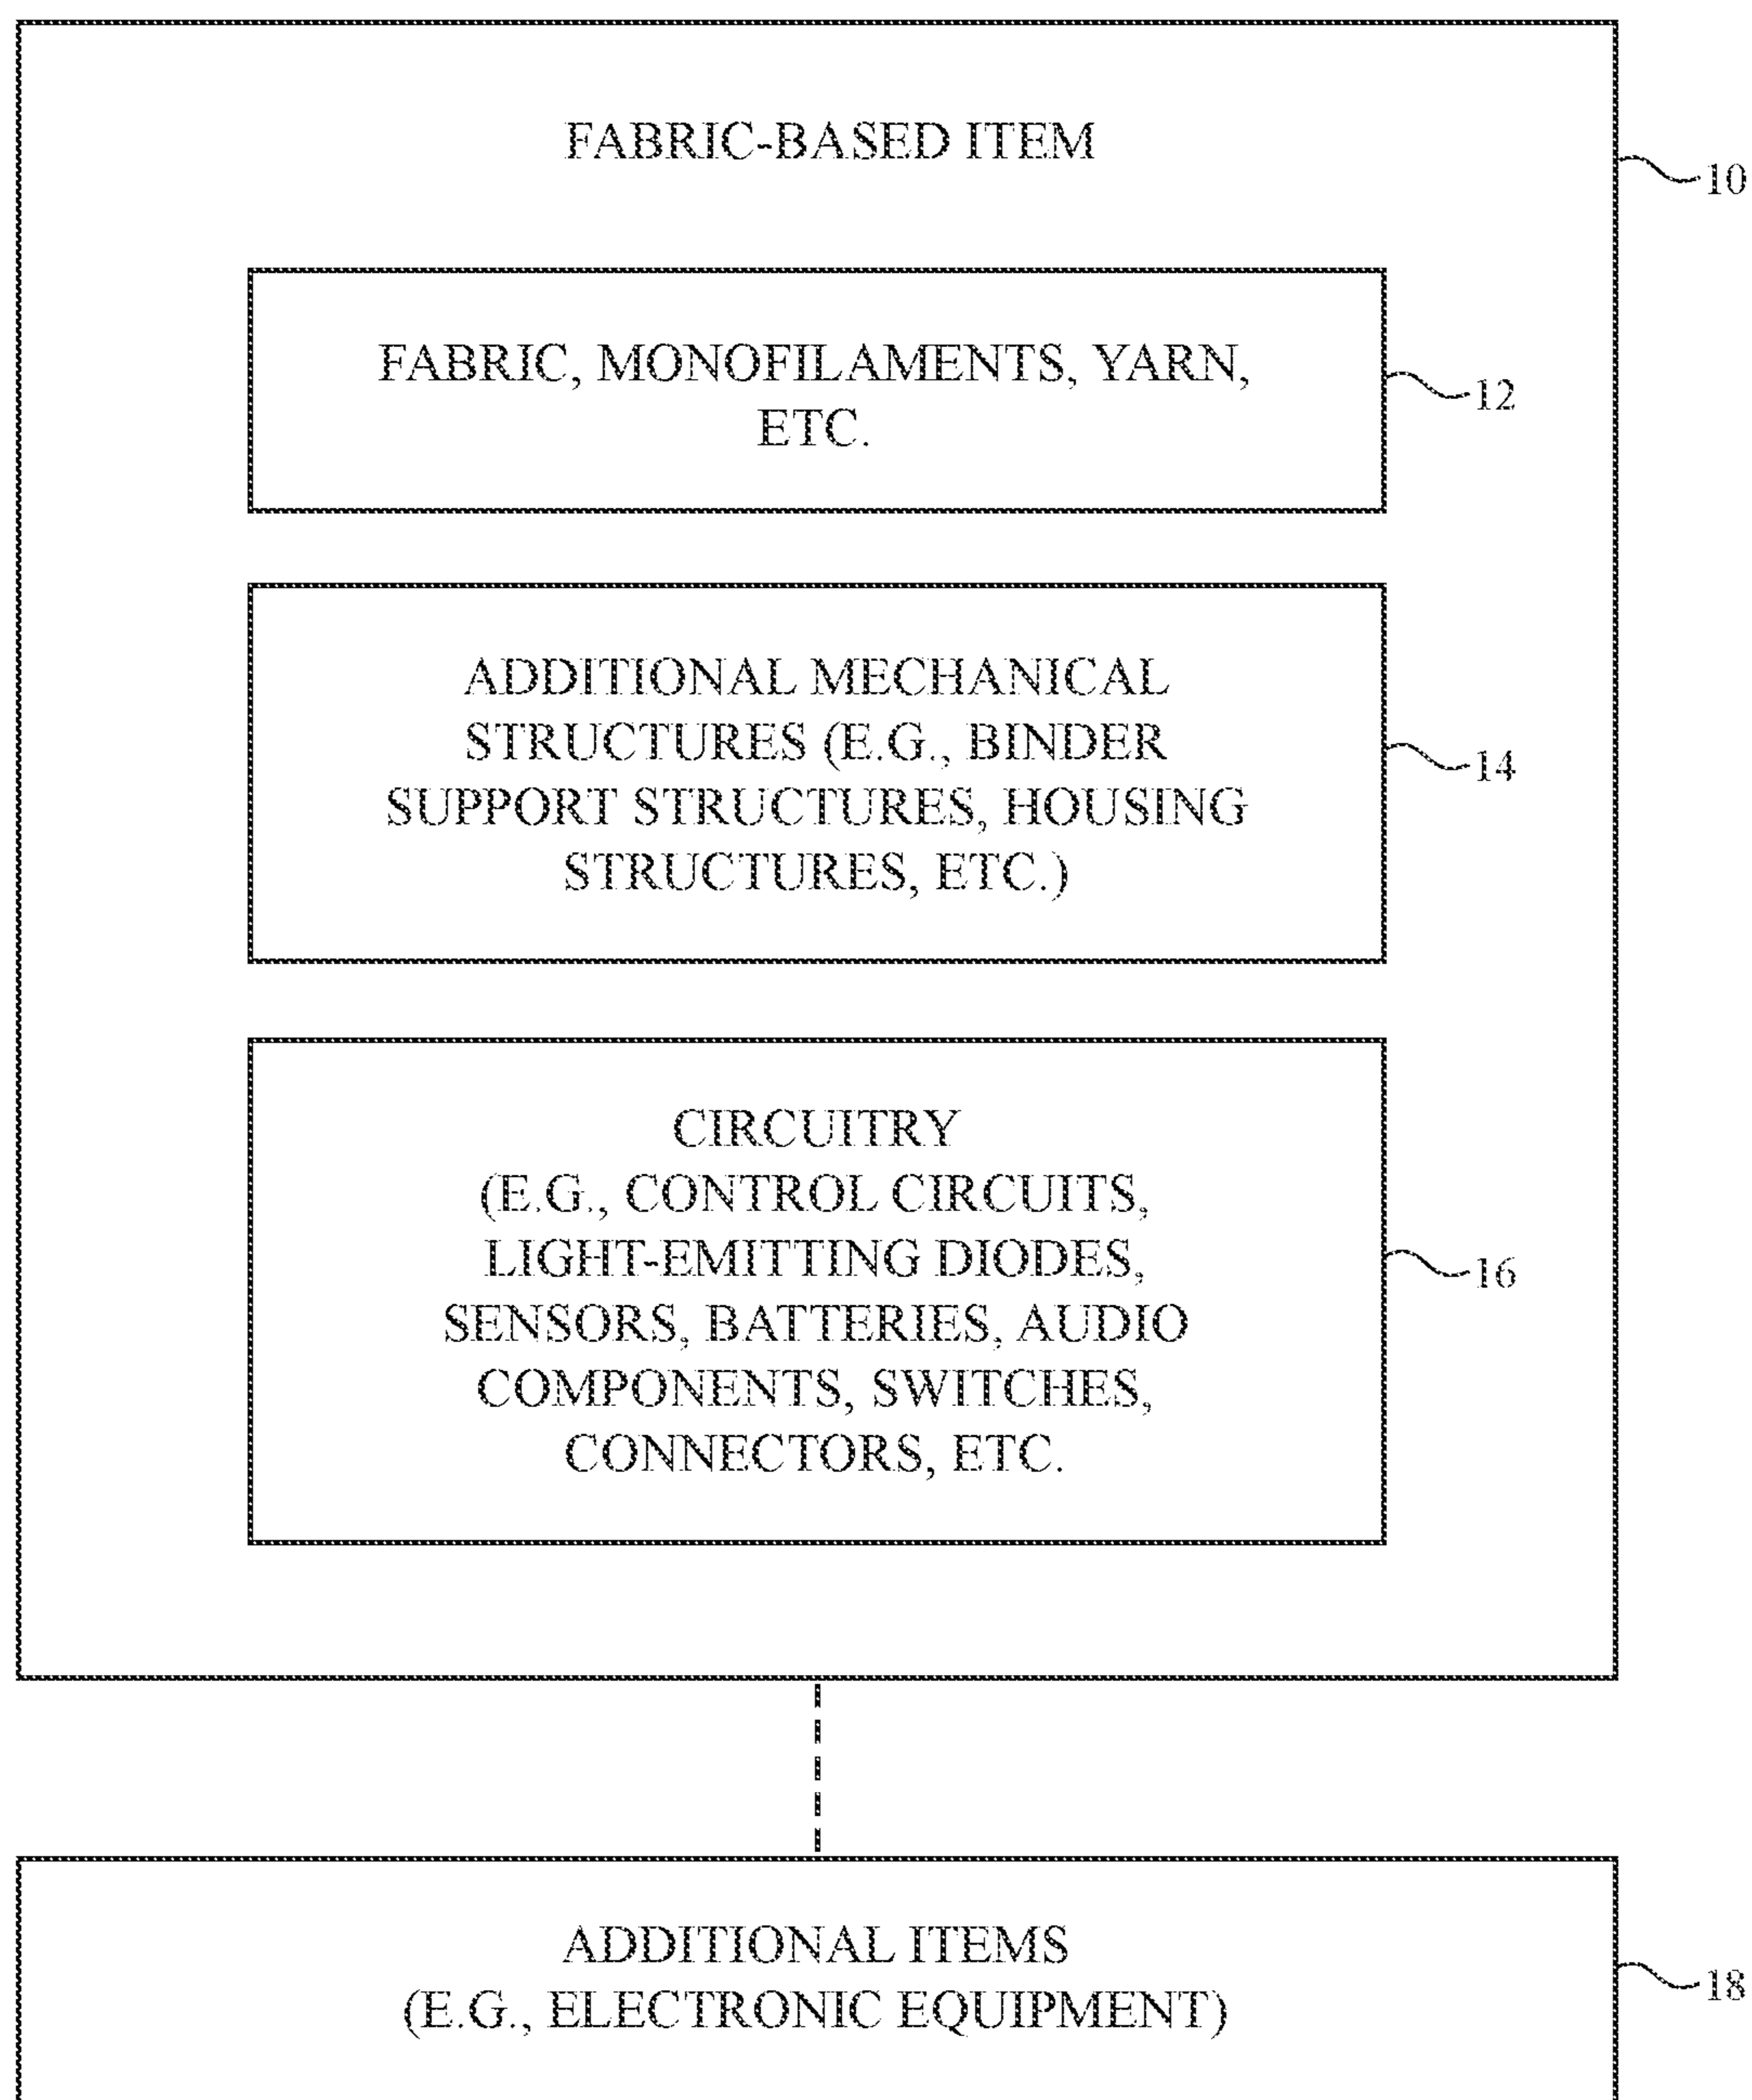 FABRIC-BASED ITEM
10
FABRIC, MONOFILAMENTS, YARN,
ETC.
12
ADDITIONAL MECHANICAL
STRUCTURES (E.G., BINDER
SUPPORT STRUCTURES, HOUSING
STRUCTURES, ETC.)
14
CIRCUITRY
(E.G., CONTROL CIRCUITS,
LIGHT-EMITTING DIODES,
SENSORS, BATTERIES, AUDIO
COMPONENTS, SWITCHES,
CONNECTORS, ETC.
16
ADDITIONAL ITEMS
(E.G., ELECTRONIC EQUIPMENT)
18